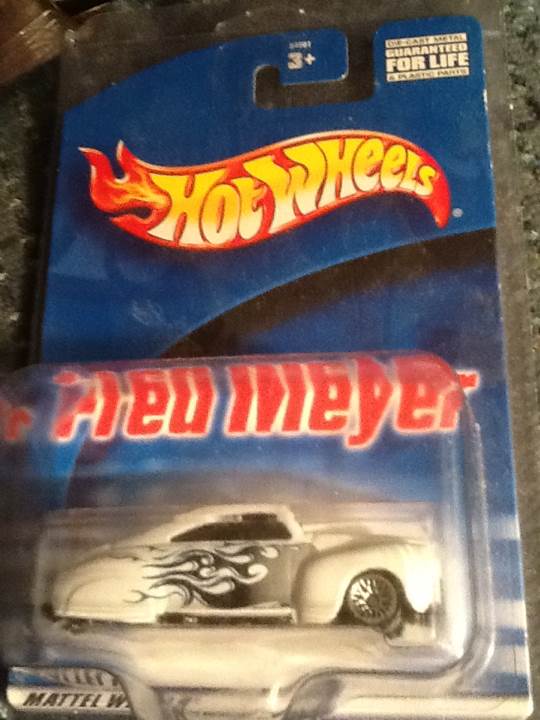 3+
DIE-CAST METAL
GUARANTEED
FOR LIFE
& PLASTIC PARTS
HOT WHEELS
®
Fred Meyer
MATTEL W